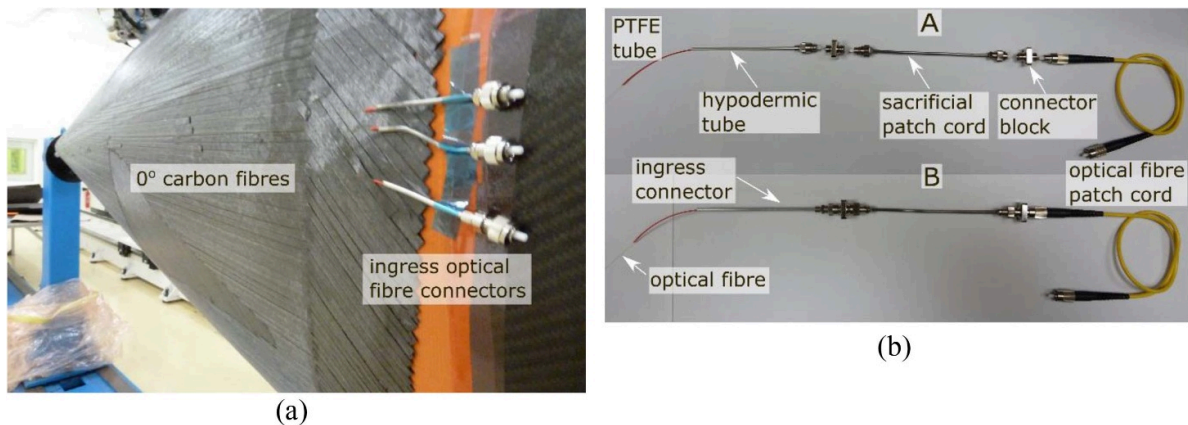 0° carbon fibres
ingress optical
fibre connectors
(a)
PTFE
tube
A
hypodermic
tube
sacrificial
patch cord
connector
block
ingress
connector
B
optical fibre
patch cord
optical fibre
(b)